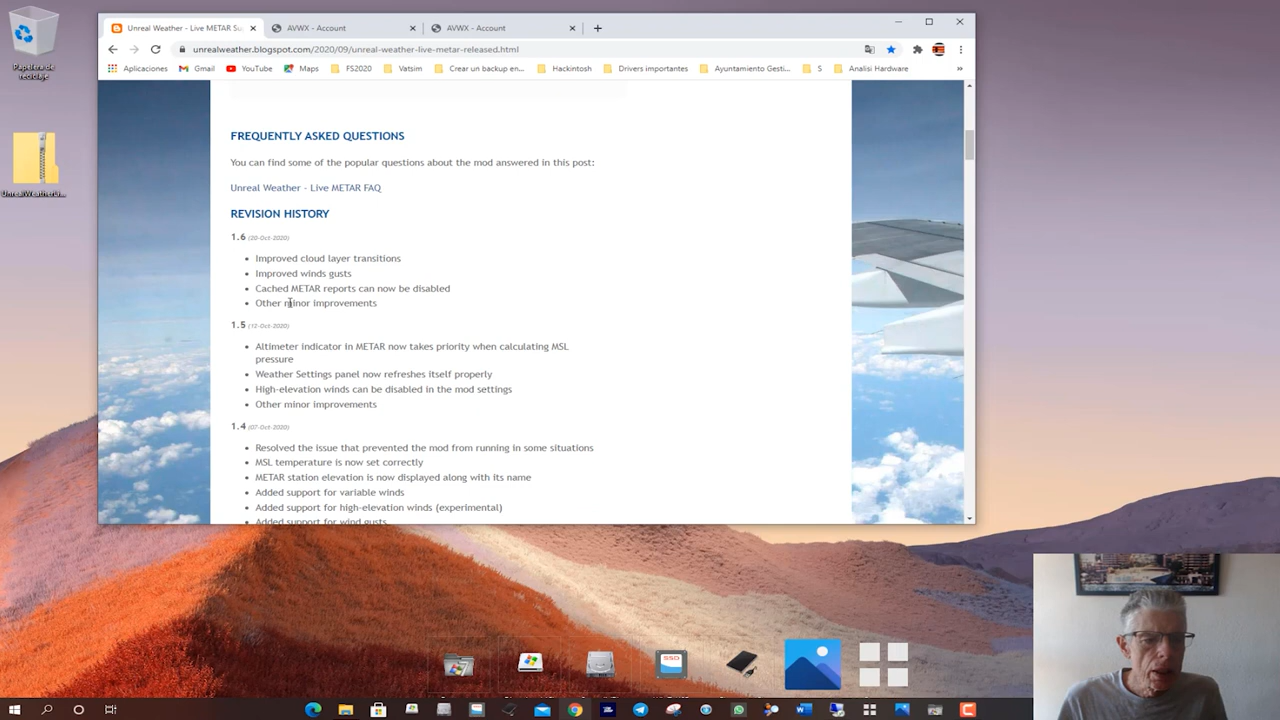 Unreal Weather - Live METAR Su
AVWX - Account
AVWX - Account
unrealweather.blogspot.com/2020/09/unreal-weather-live-metar-released.html
Aplicaciones
Gmail
YouTube
Maps
FS2020
Vatsim
Crear un backup en...
Hackintosh
Drivers importantes
Ayuntamiento Gesti...
S
Analisi Hardware
»
Papelera de
reciclaje
UnrealWeatherLi...
FREQUENTLY ASKED QUESTIONS
You can find some of the popular questions about the mod answered in this post:
Unreal Weather - Live METAR FAQ
REVISION HISTORY
1.6 (20-Oct-2020)
• Improved cloud layer transitions
• Improved winds gusts
• Cached METAR reports can now be disabled
• Other minor improvements
1.5 (12-Oct-2020)
• Altimeter indicator in METAR now takes priority when calculating MSL
pressure
• Weather Settings panel now refreshes itself properly
• High-elevation winds can be disabled in the mod settings
• Other minor improvements
1.4 (07-Oct-2020)
• Resolved the issue that prevented the mod from running in some situations
• MSL temperature is now set correctly
• METAR station elevation is now displayed along with its name
• Added support for variable winds
• Added support for high-elevation winds (experimental)
• Added support for wind gusts
SSD